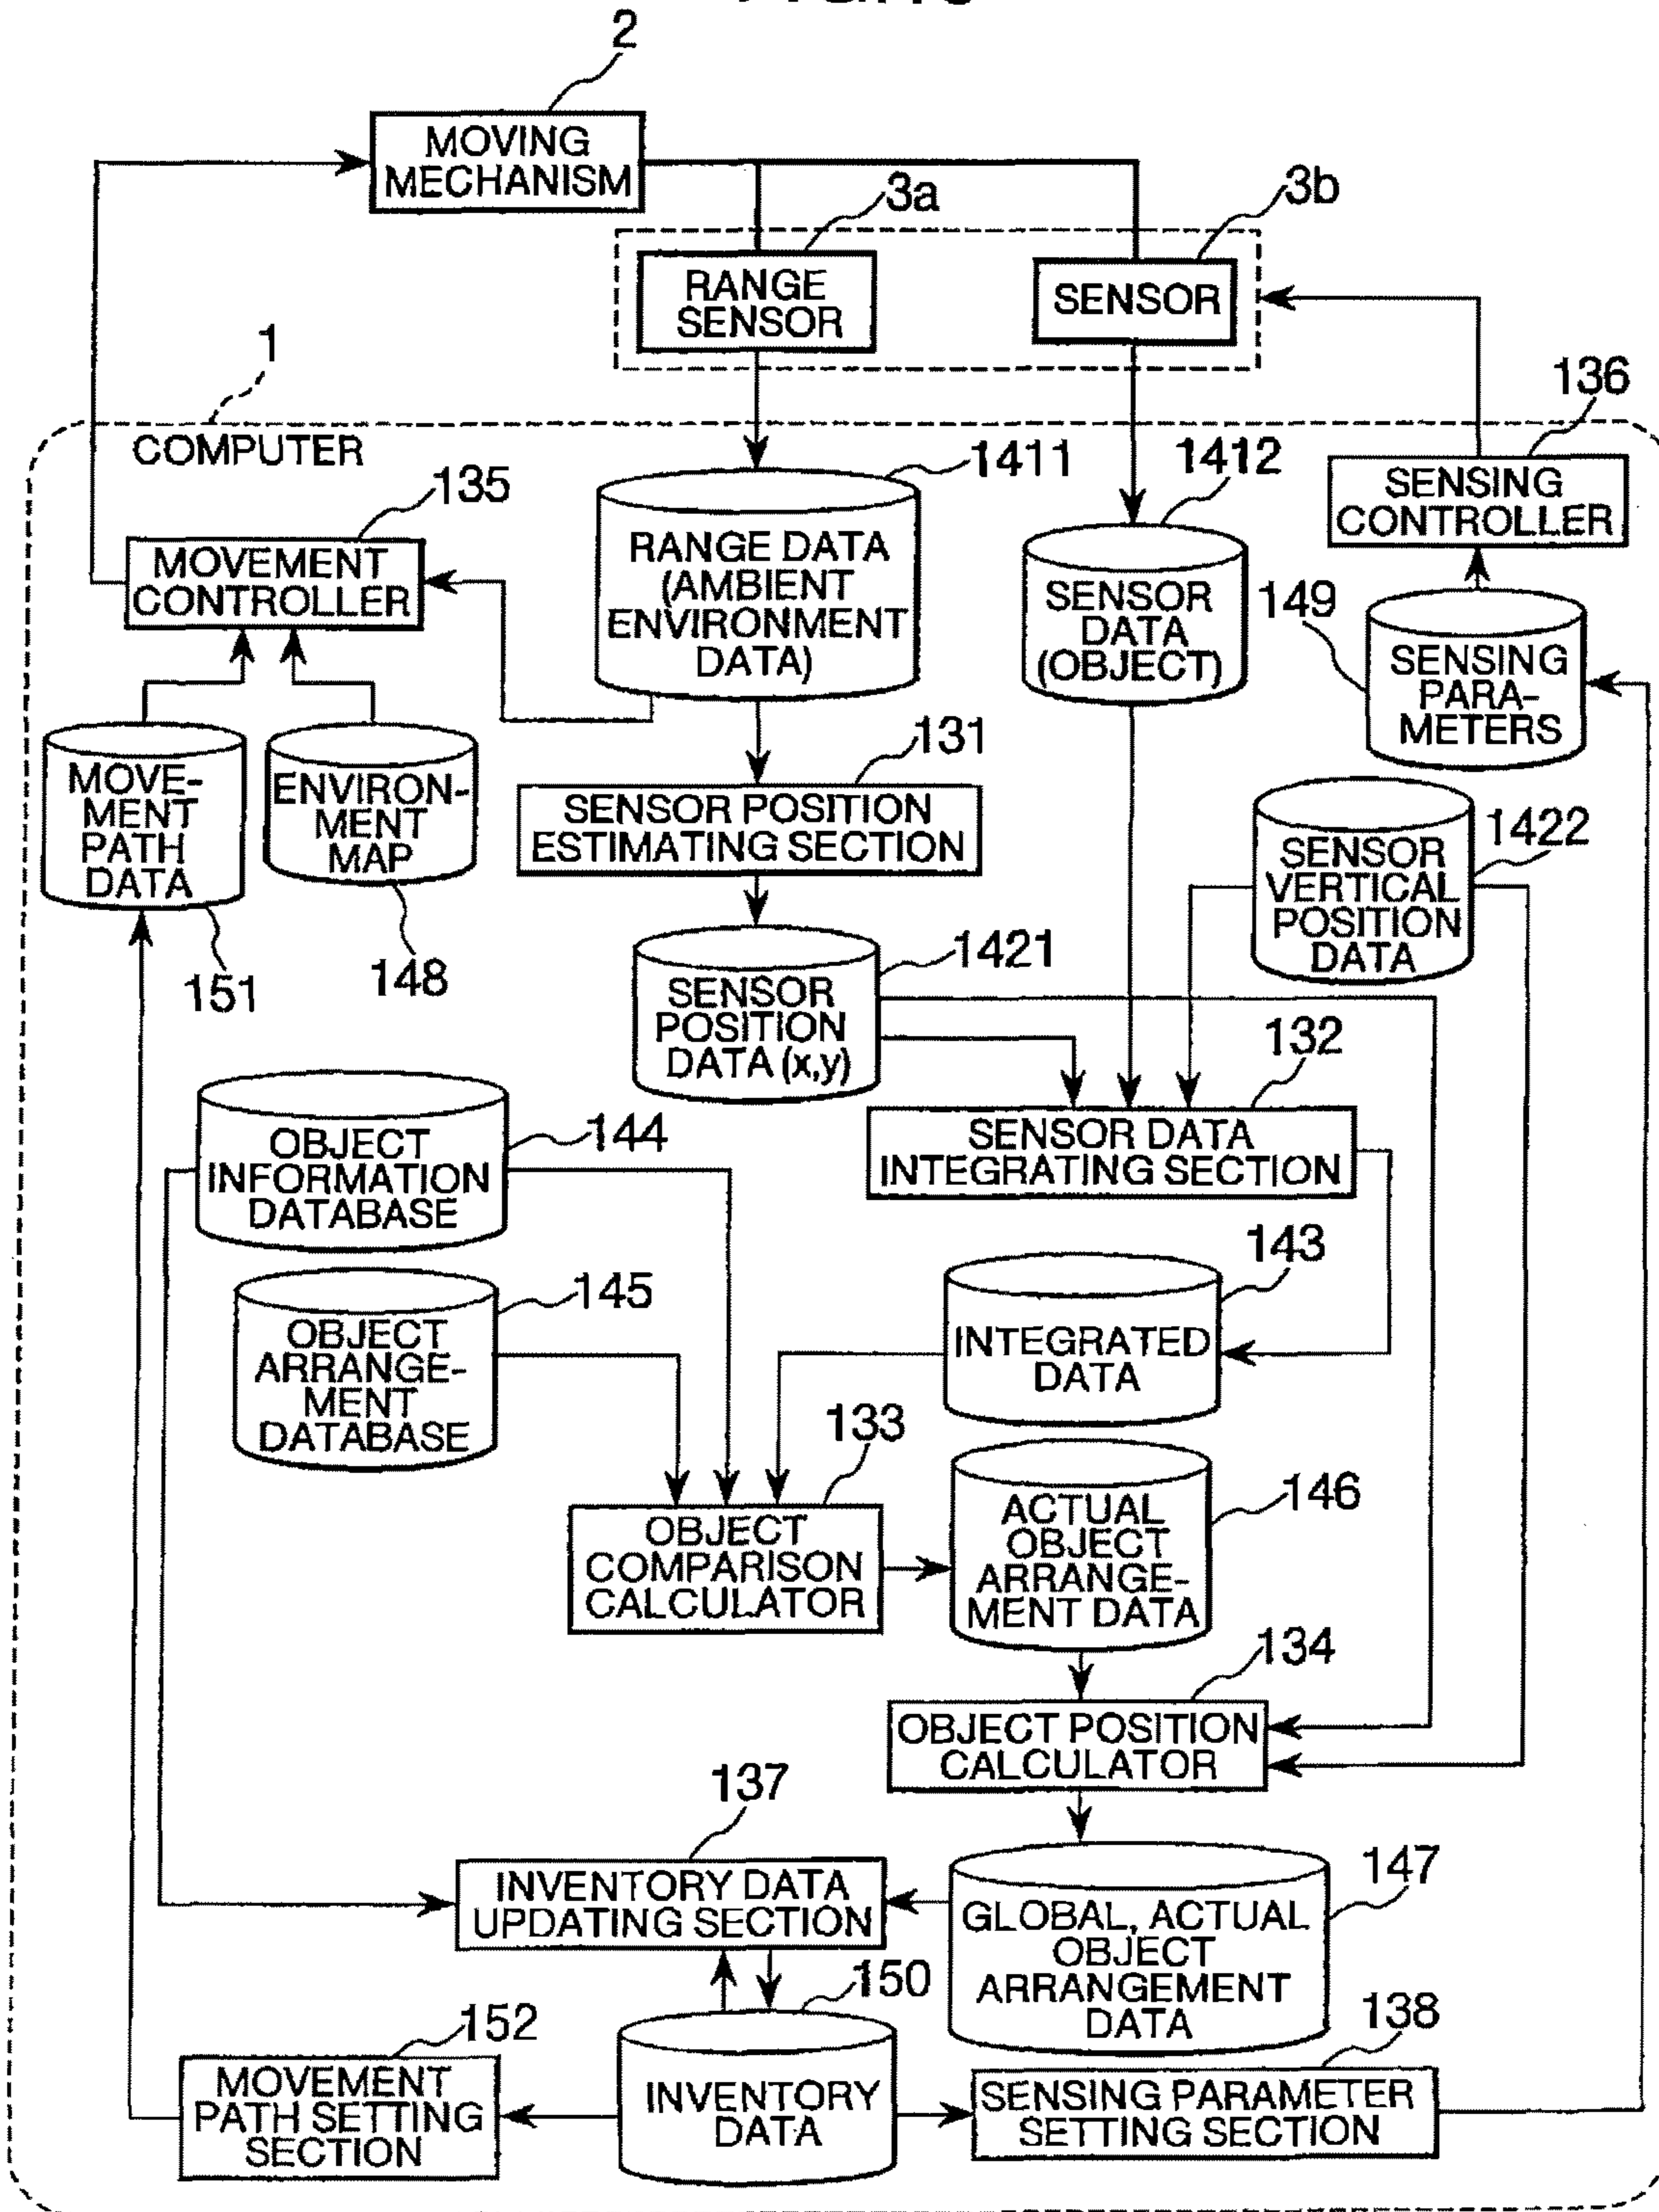 2
MOVING
MECHANISM
3a
3b
RANGE
SENSOR
SENSOR
1
136
COMPUTER
1411
1412
135
SENSING
CONTROLLER
MOVEMENT
CONTROLLER
RANGE DATA
(AMBIENT
ENVIRONMENT
DATA)
SENSOR
DATA
(OBJECT)
149
SENSING
PARA-
METERS
131
MOVE-
MENT
PATH
DATA
ENVIRON-
MENT
MAP
SENSOR POSITION
ESTIMATING SECTION
1422
SENSOR
VERTICAL
POSITION
DATA
151
148
1421
SENSOR
POSITION
DATA (x,y)
132
144
OBJECT
INFORMATION
DATABASE
SENSOR DATA
INTEGRATING SECTION
143
145
OBJECT
ARRANGE-
MENT
DATABASE
INTEGRATED
DATA
133
146
OBJECT
COMPARISON
CALCULATOR
ACTUAL
OBJECT
ARRANGE-
MENT DATA
134
OBJECT POSITION
CALCULATOR
137
147
INVENTORY DATA
UPDATING SECTION
GLOBAL, ACTUAL
OBJECT
ARRANGEMENT
DATA
150
152
138
MOVEMENT
PATH SETTING
SECTION
INVENTORY
DATA
SENSING PARAMETER
SETTING SECTION